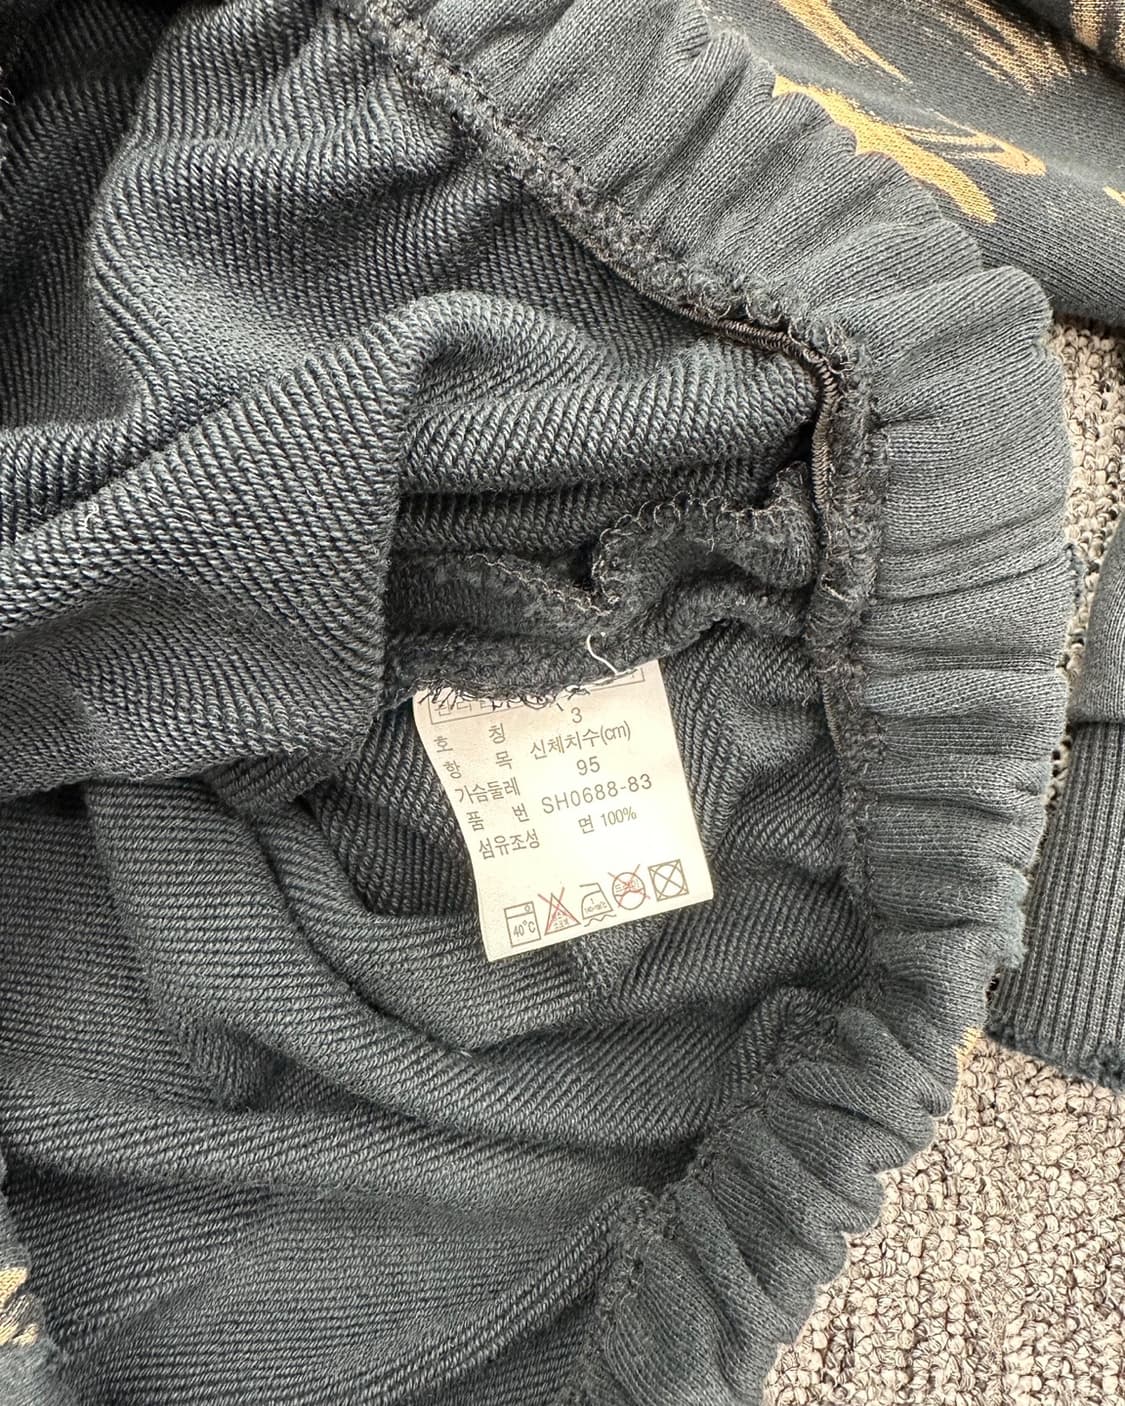 호 칭 3
항 목 신체치수(cm)
가슴둘레 95
품 번 SH0688-83
섬유조성 면 100%
40℃